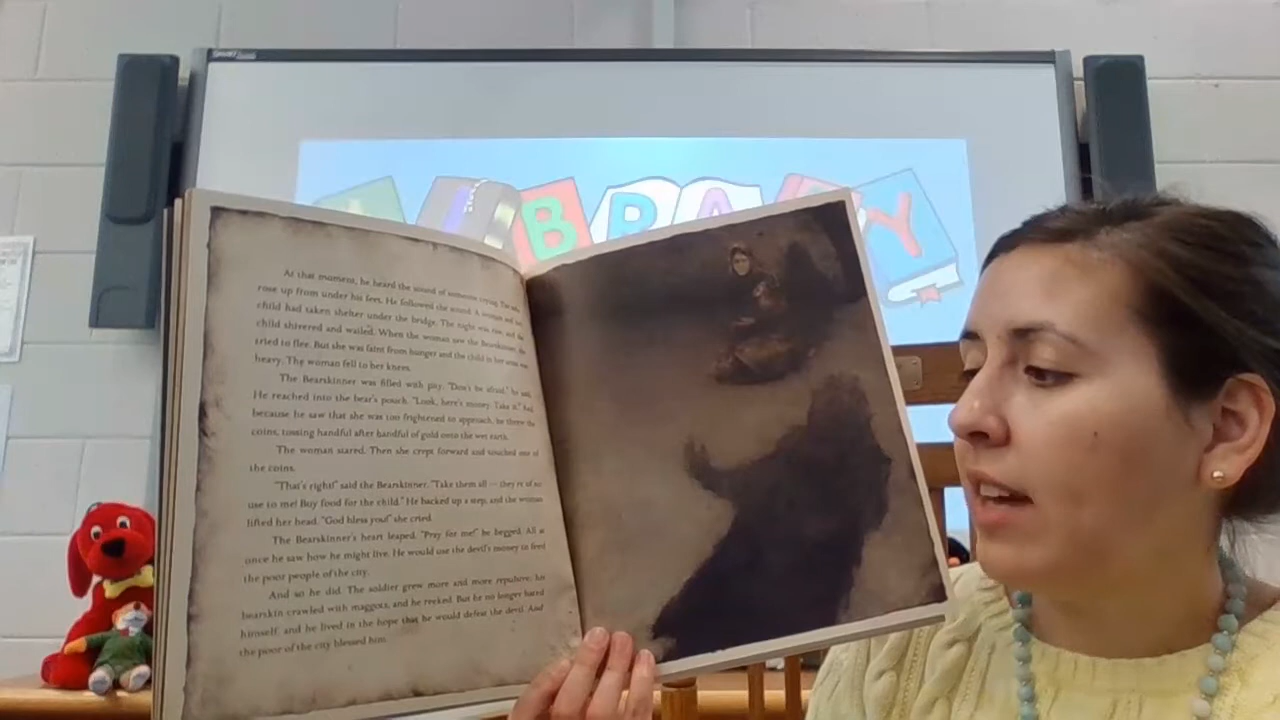 BRARY
At that moment, he heard the sound of someone crying. The
rose up from under his feet. He followed the sound. A woman and her
child had taken shelter under the bridge. The night was raw, and the
child shivered and wailed. When the woman saw the Bearskinner, she
tried to flee. But she was faint from hunger and the child in her arms was
heavy. The woman fell to her knees.
The Bearskinner was filled with pity. "Don't be afraid," he said.
He reached into the bear's pouch. "Look, here's money. Take it." And
because he saw that she was too frightened to approach, he threw the
coins, tossing handful after handful of gold onto the wet earth.
The woman stared. Then she crept forward and touched one of
the coins.
"That's right!" said the Bearskinner. "Take them all — they're of no
use to me! Buy food for the child." He backed up a step, and the woman
lifted her head. "God bless you!" she cried.
The Bearskinner's heart leaped. "Pray for me!" he begged. All at
once he saw how he might live. He would use the devil's money to feed
the poor people of the city.
And so he did. The soldier grew more and more repulsive; his
bearskin crawled with maggots, and he reeked. But he no longer hated
himself, and he lived in the hope that he would defeat the devil. And
the poor of the city blessed him.